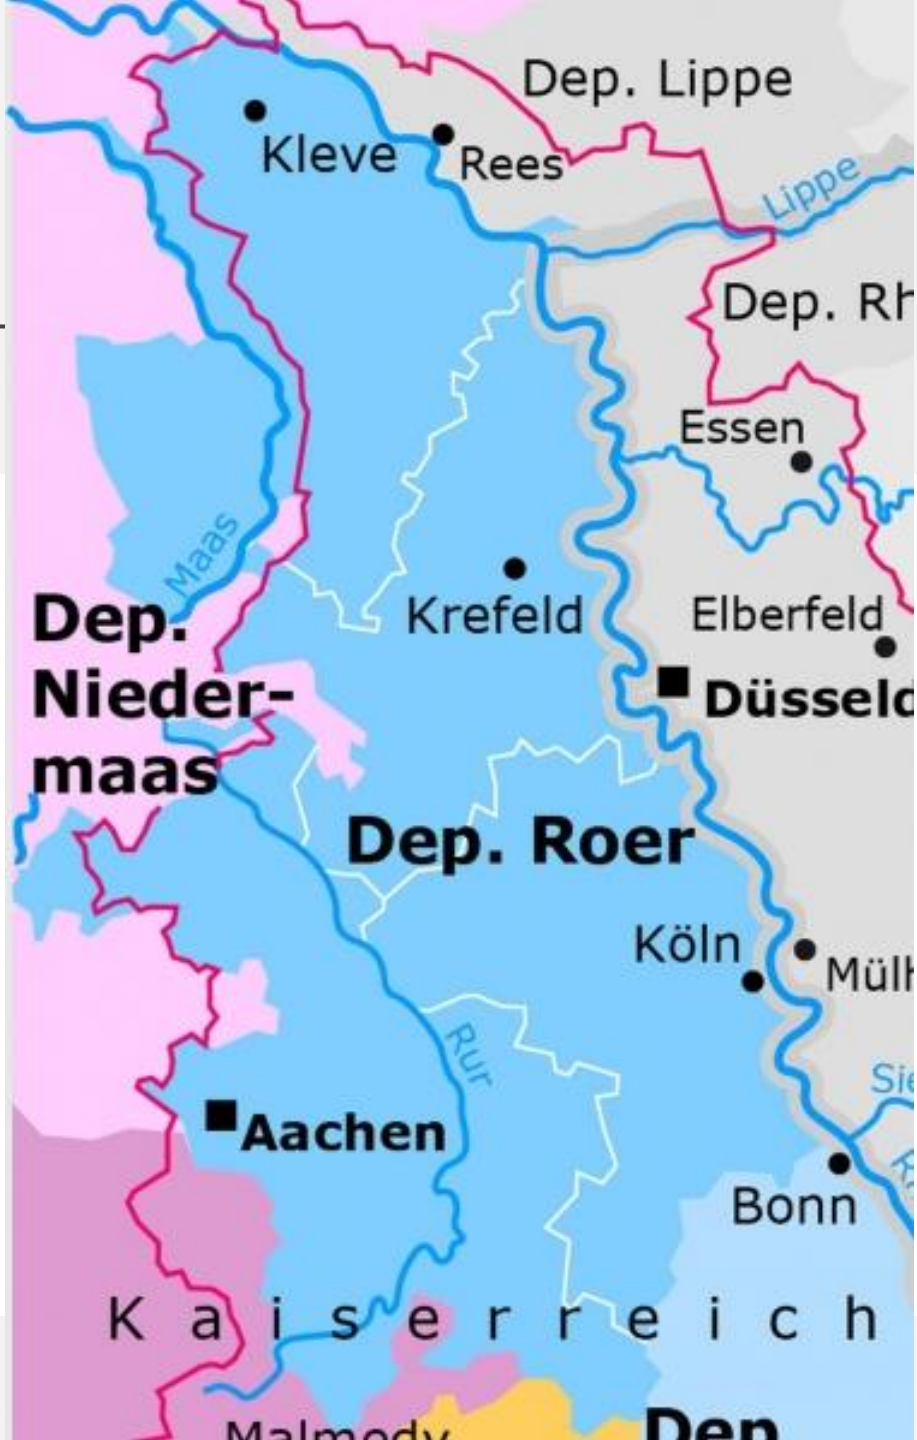 Dep. Lippe
Kleve
Rees
Lippe
Dep. Rh
Essen
Maas
Dep.
Nieder-
maas
Krefeld
Elberfeld
Düsseld
Dep. Roer
Köln
Mülh
Rur
Sie
Aachen
Bonn
R
Kaiserreich
Malmedy
Dep